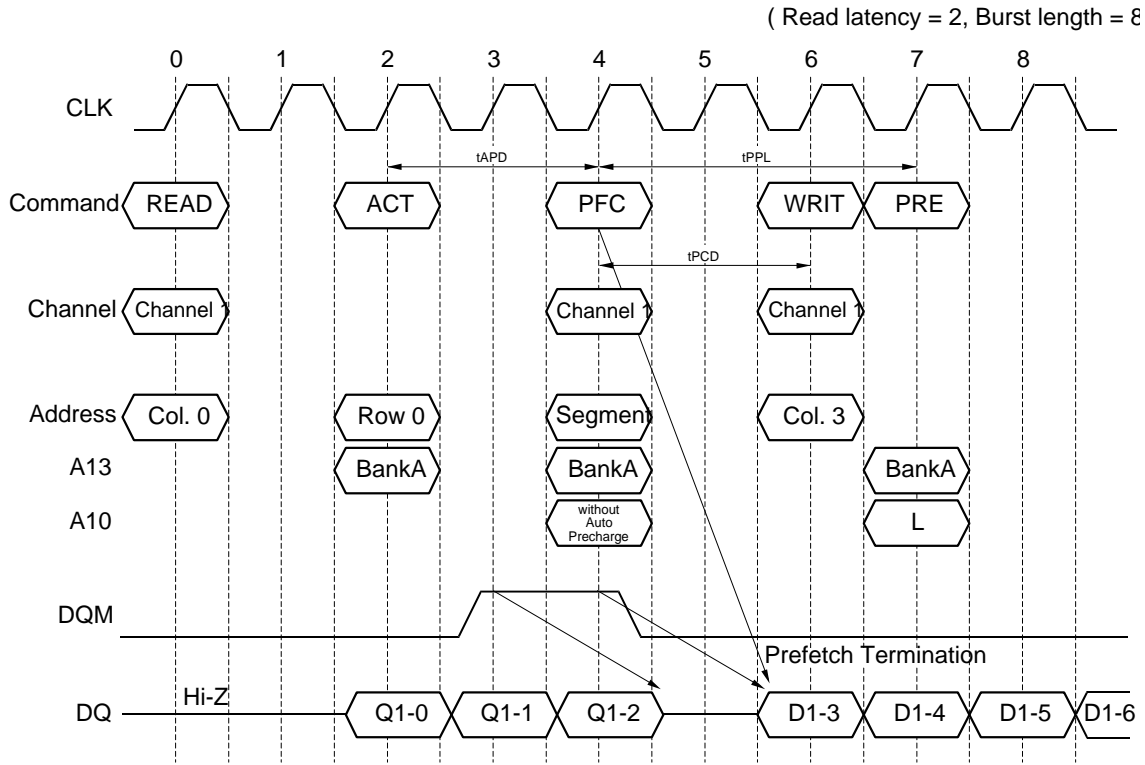 ( Read latency = 2, Burst length = 8
0 1 2 3 4 5 6 7 8
CLK
tAPD tPPL
Command READ ACT PFC WRIT PRE
tPCD
Channel Channel 1 Channel 1 Channel 1
Address Col. 0 Row 0 Segment Col. 3
A13 BankA BankA BankA
A10 without Auto Precharge L
DQM
Prefetch Termination
DQ Hi-Z Q1-0 Q1-1 Q1-2 D1-3 D1-4 D1-5 D1-6